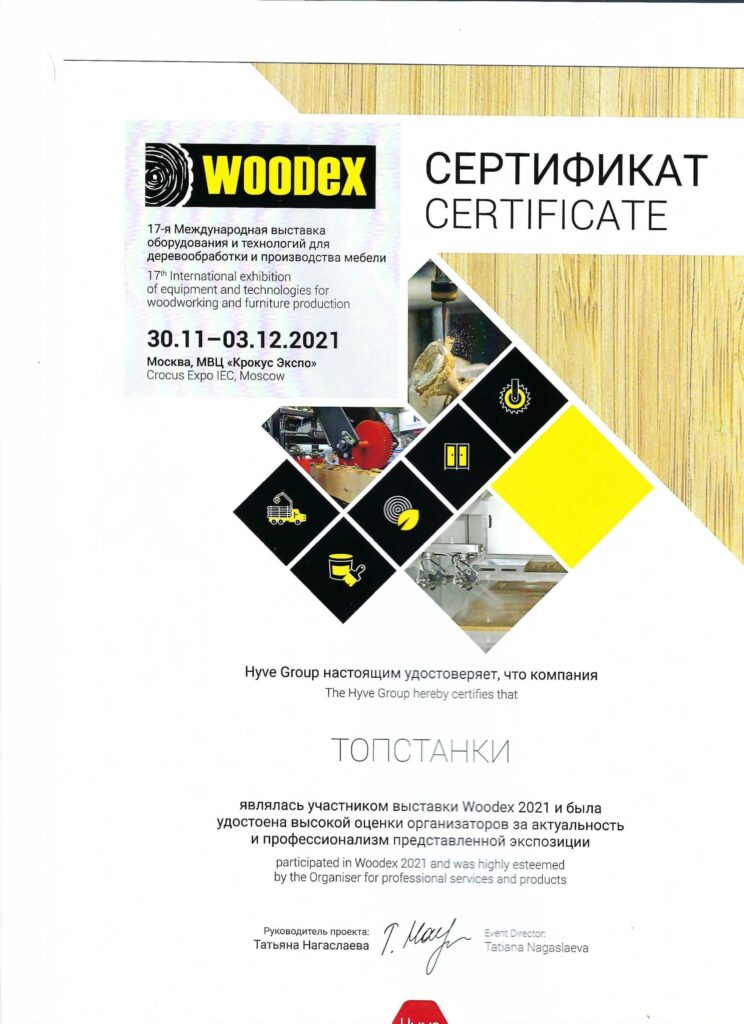 WOODEX
СЕРТИФИКАТ
CERTIFICATE
17-я Международная выставка
оборудования и технологий для
деревообработки и производства мебели
17th International exhibition
of equipment and technologies for
woodworking and furniture production
30.11–03.12.2021
Москва, МВЦ «Крокус Экспо»
Crocus Expo IEC, Moscow
Hyve Group настоящим удостоверяет, что компания
The Hyve Group hereby certifies that
ТОПСТАНКИ
являлась участником выставки Woodex 2021 и была
удостоена высокой оценки организаторов за актуальность
и профессионализм представленной экспозиции
participated in Woodex 2021 and was highly esteemed
by the Organiser for professional services and products
Руководитель проекта:
Татьяна Нагаслаева
Event Director:
Tatiana Nagaslaeva